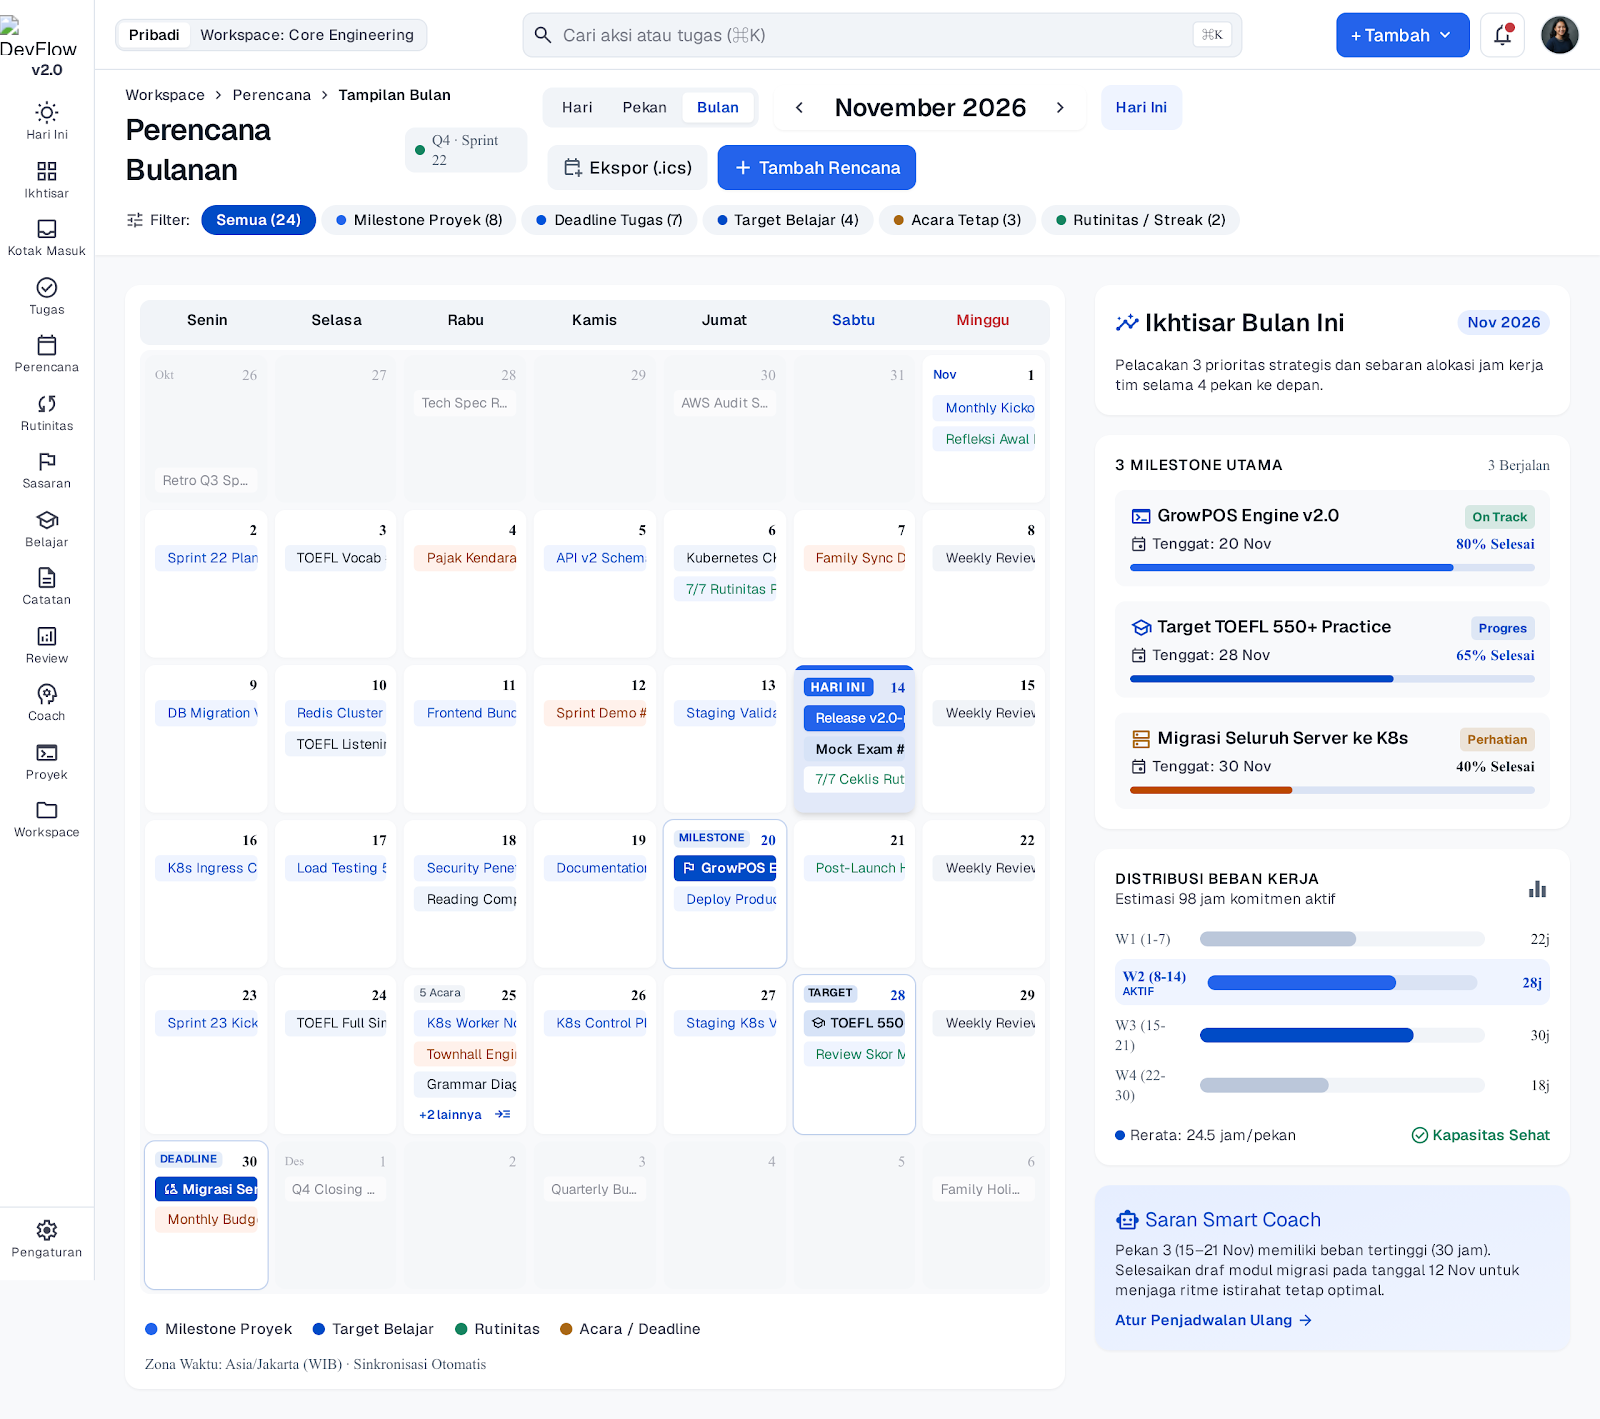 DevFlow
v2.0
Hari Ini
Ikhtisar
Kotak Masuk
Tugas
Perencana
Rutinitas
Sasaran
Belajar
Catatan
Review
Coach
Proyek
Workspace
Pengaturan
Pribadi Workspace: Core Engineering
Cari aksi atau tugas (⌘K) ⌘K
+ Tambah
Workspace > Perencana > Tampilan Bulan
Perencana
Bulanan
Q4 · Sprint
22
Hari Pekan Bulan
November 2026
Hari Ini
Ekspor (.ics)
+ Tambah Rencana
Filter: Semua (24) Milestone Proyek (8) Deadline Tugas (7) Target Belajar (4) Acara Tetap (3) Rutinitas / Streak (2)
Senin Selasa Rabu Kamis Jumat Sabtu Minggu
Okt 26 27 28 29 30 31 Nov 1
Tech Spec R... AWS Audit S... Monthly Kicko
Refleksi Awal
Retro Q3 Sp...
2 3 4 5 6 7 8
Sprint 22 Plan TOEFL Vocab Pajak Kendara API v2 Schem Kubernetes Cl Family Sync D Weekly Review
7/7 Rutinitas F
9 10 11 12 13 HARI INI 14 15
DB Migration Redis Cluster Frontend Bund Sprint Demo # Staging Valida Release v2.0- Weekly Review
TOEFL Listenin Mock Exam #
7/7 Ceklis Rut
16 17 18 19 MILESTONE 20 21 22
K8s Ingress C Load Testing 5 Security Penet Documentation GrowPOS E Post-Launch H Weekly Review
Reading Comp Deploy Produc
23 24 5 Acara 25 26 27 TARGET 28 29
Sprint 23 Kick TOEFL Full Sim K8s Worker No K8s Control Pl Staging K8s V TOEFL 550 Weekly Review
Townhall Engi Review Skor M
Grammar Diag
+2 lainnya
DEADLINE 30 Des 1 2 3 4 5 6
Migrasi Ser Q4 Closing ... Quarterly Bu... Family Holi...
Monthly Budg
Milestone Proyek Target Belajar Rutinitas Acara / Deadline
Zona Waktu: Asia/Jakarta (WIB) · Sinkronisasi Otomatis
Ikhtisar Bulan Ini Nov 2026
Pelacakan 3 prioritas strategis dan sebaran alokasi jam kerja
tim selama 4 pekan ke depan.
3 MILESTONE UTAMA 3 Berjalan
GrowPOS Engine v2.0 On Track
Tenggat: 20 Nov 80% Selesai
Target TOEFL 550+ Practice Progres
Tenggat: 28 Nov 65% Selesai
Migrasi Seluruh Server ke K8s Perhatian
Tenggat: 30 Nov 40% Selesai
DISTRIBUSI BEBAN KERJA
Estimasi 98 jam komitmen aktif
W1 (1-7) 22j
W2 (8-14) 28j
AKTIF
W3 (15-
21) 30j
W4 (22-
30) 18j
Rerata: 24.5 jam/pekan Kapasitas Sehat
Saran Smart Coach
Pekan 3 (15–21 Nov) memiliki beban tertinggi (30 jam).
Selesaikan draf modul migrasi pada tanggal 12 Nov untuk
menjaga ritme istirahat tetap optimal.
Atur Penjadwalan Ulang →